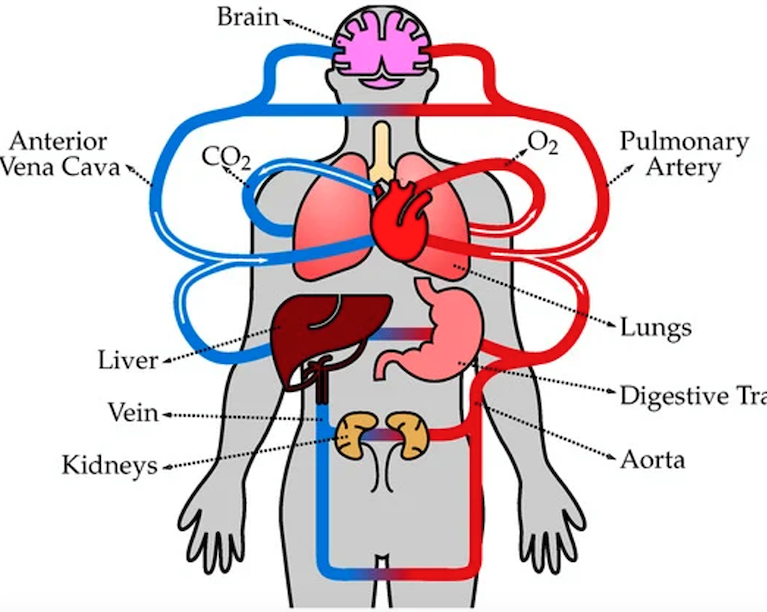 Brain
Anterior
Vena Cava
CO2
O2
Pulmonary
Artery
Lungs
Liver
Digestive Tra
Vein
Kidneys
Aorta